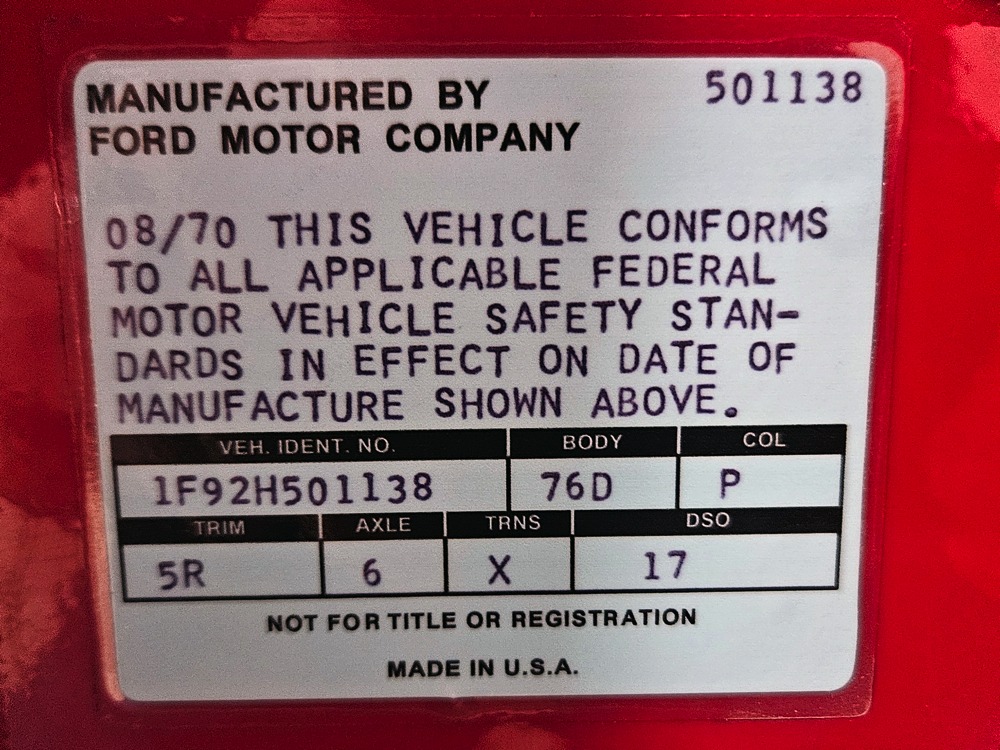 MANUFACTURED BY 501138
FORD MOTOR COMPANY
08/70 THIS VEHICLE CONFORMS
TO ALL APPLICABLE FEDERAL
MOTOR VEHICLE SAFETY STAN-
DARDS IN EFFECT ON DATE OF
MANUFACTURE SHOWN ABOVE.
VEH. IDENT. NO. BODY COL
1F92H501138 76D P
TRIM AXLE TRNS DSO
5R 6 X 17
NOT FOR TITLE OR REGISTRATION
MADE IN U.S.A.